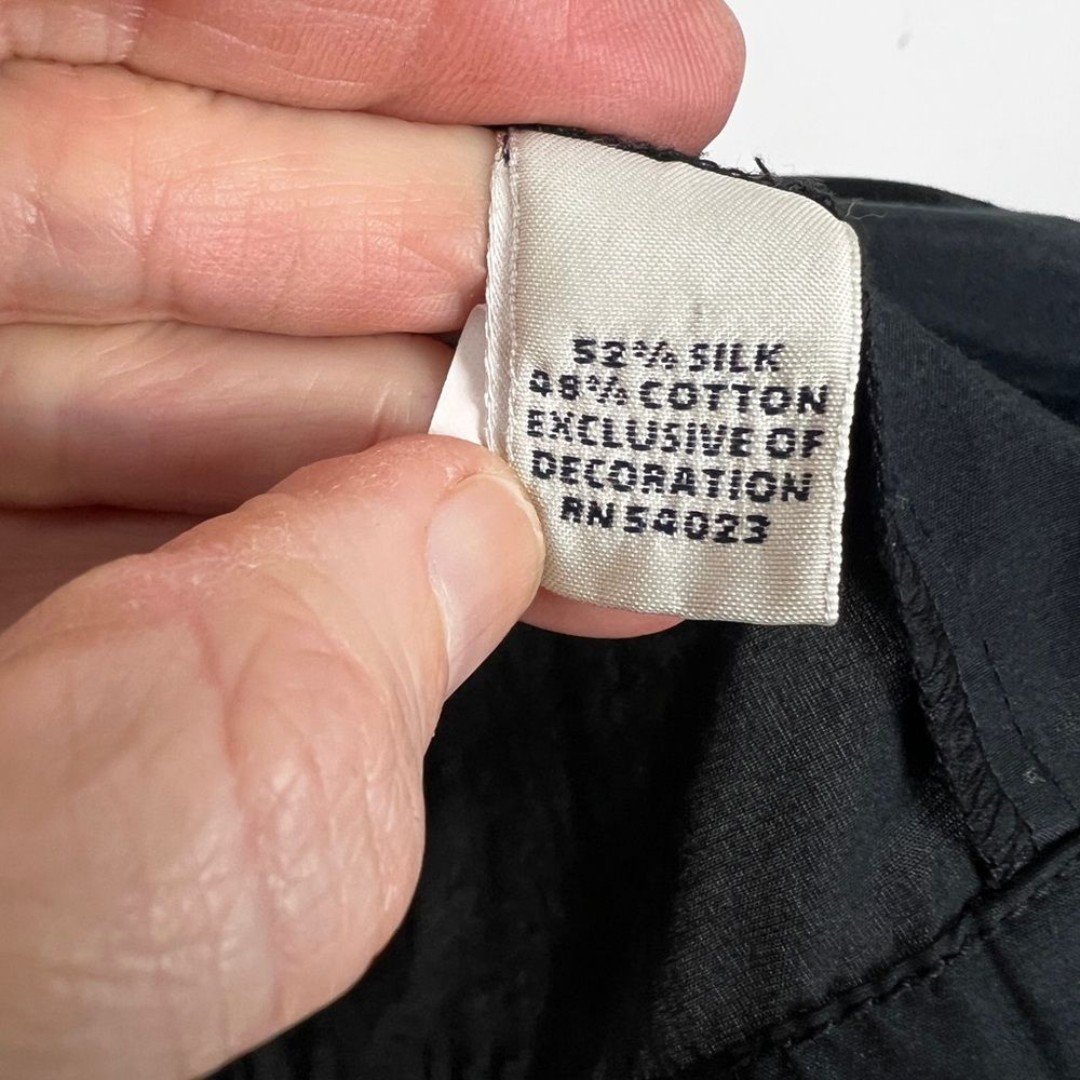 52% SILK
48% COTTON
EXCLUSIVE OF
DECORATION
RN 54023